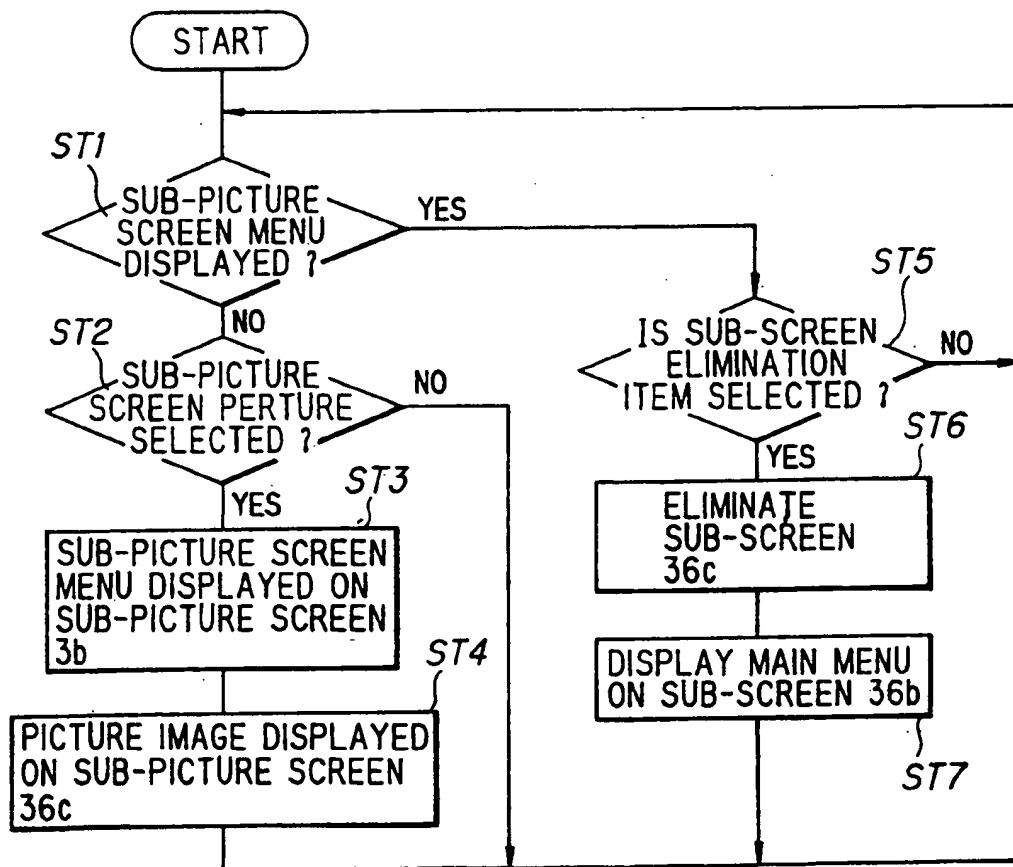 START
ST1
SUB-PICTURE
SCREEN MENU
DISPLAYED ?
YES
NO
ST2
SUB-PICTURE
SCREEN PERTURE
SELECTED ?
NO
YES
ST3
SUB-PICTURE SCREEN
MENU DISPLAYED ON
SUB-PICTURE SCREEN
3b
ST4
PICTURE IMAGE DISPLAYED
ON SUB-PICTURE SCREEN
36c
ST5
IS SUB-SCREEN
ELIMINATION
ITEM SELECTED ?
NO
YES
ST6
ELIMINATE
SUB-SCREEN
36c
DISPLAY MAIN MENU
ON SUB-SCREEN 36b
ST7